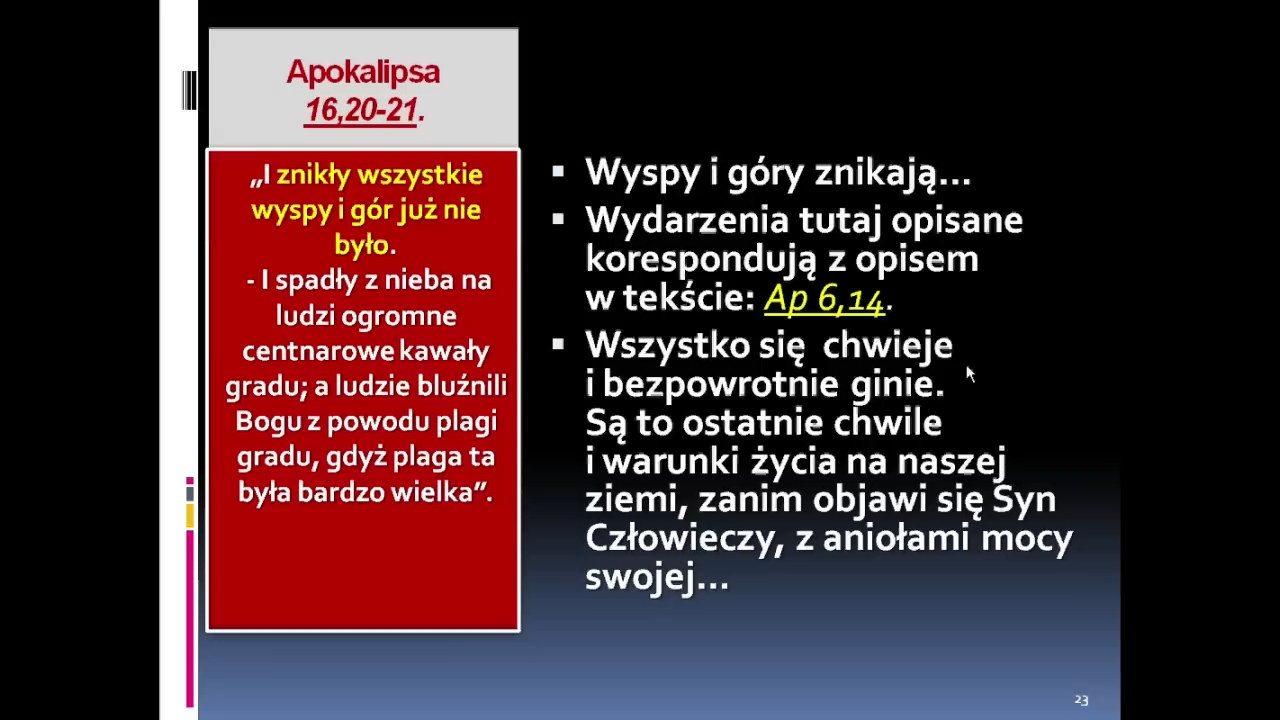 Apokalipsa
16,20-21.
„I znikły wszystkie
wyspy i gór już nie
było.
- I spadły z nieba na
ludzi ogromne
centnarowe kawały
gradu; a ludzie bluźnili
Bogu z powodu plagi
gradu, gdyż plaga ta
była bardzo wielka”.
▪ Wyspy i góry znikają...
▪ Wydarzenia tutaj opisane
korespondują z opisem
w tekście: Ap 6,14.
▪ Wszystko się chwieje
i bezpowrotnie ginie.
Są to ostatnie chwile
i warunki życia na naszej
ziemi, zanim objawi się Syn
Człowieczy, z aniołami mocy
swojej...
23